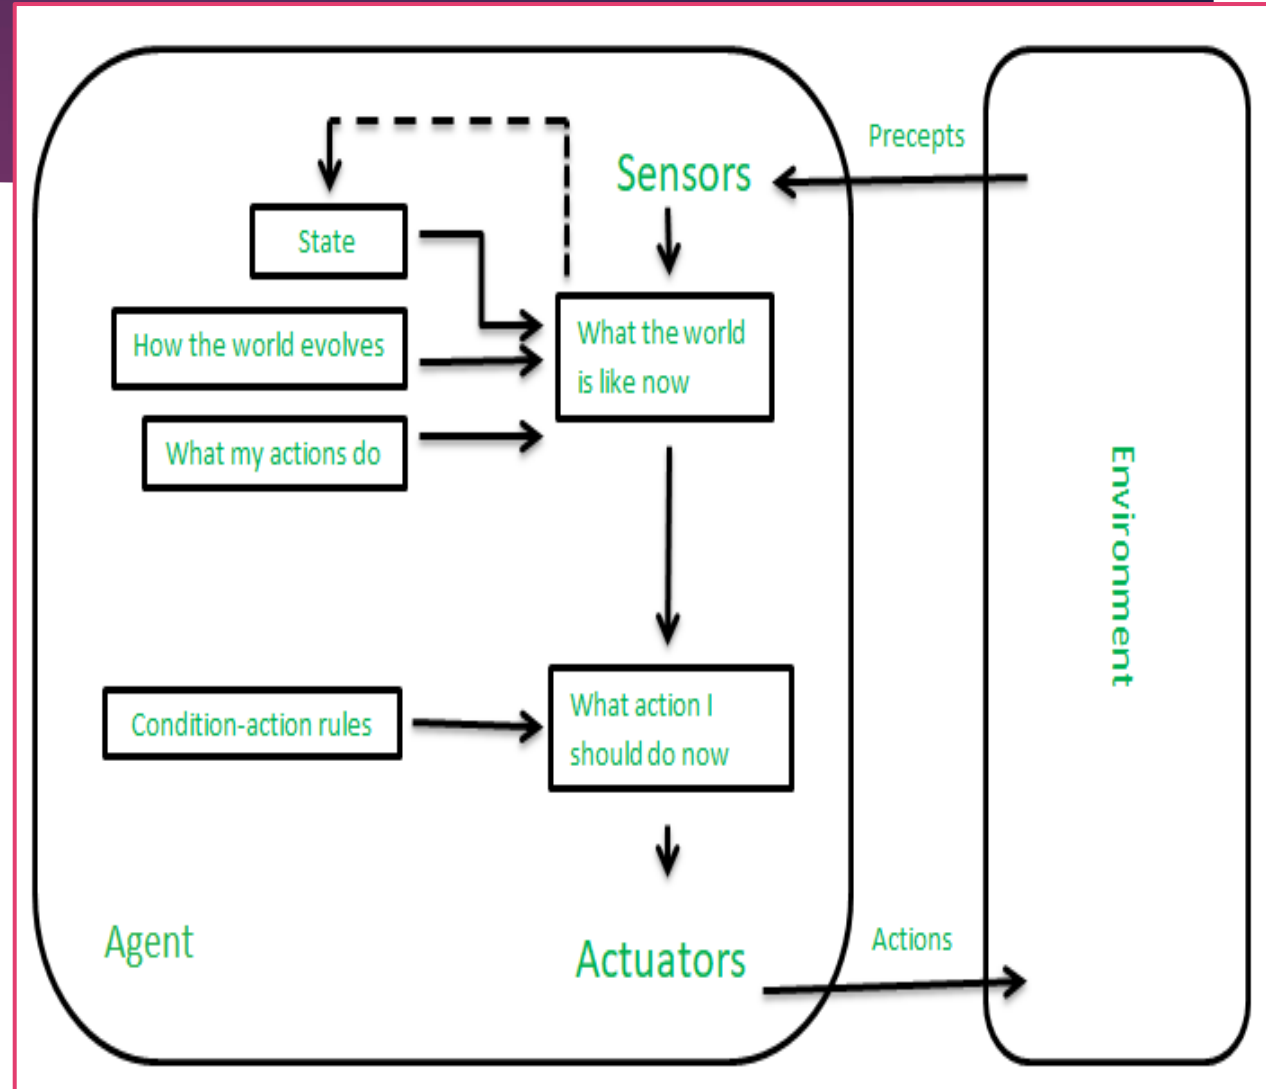 Precepts
Sensors
State
How the world evolves
What the world
is like now
What my actions do
Environment
Condition-action rules
What action I
should do now
Agent
Actuators
Actions